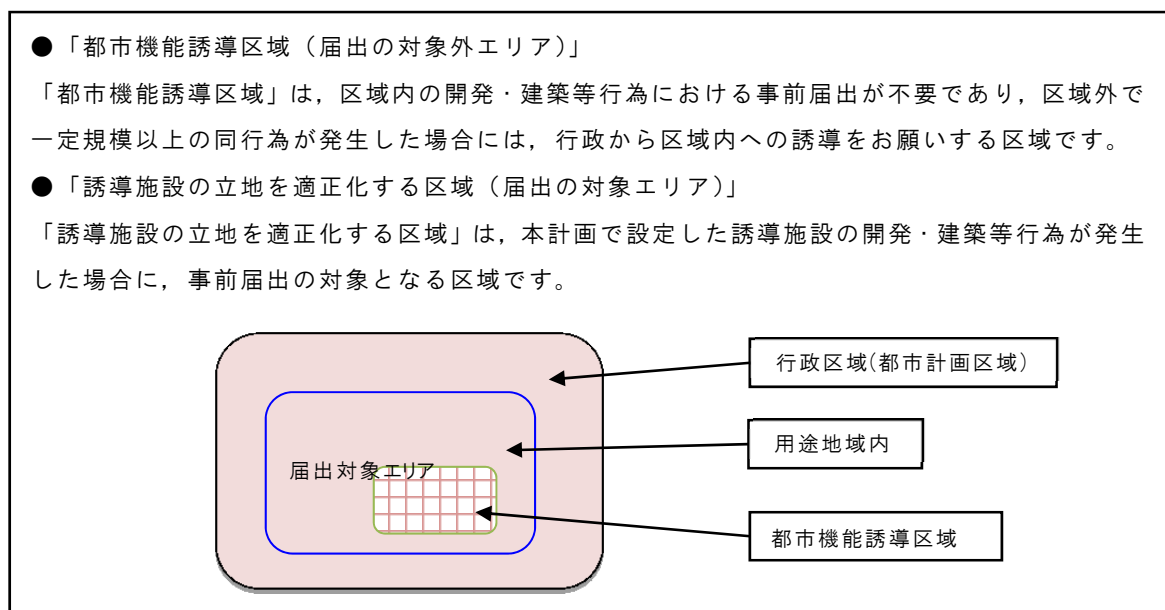 ●「都市機能誘導区域（届出の対象外エリア）」
「都市機能誘導区域」は，区域内の開発・建築等行為における事前届出が不要であり，区域外で
一定規模以上の同行為が発生した場合には，行政から区域内への誘導をお願いする区域です。
●「誘導施設の立地を適正化する区域（届出の対象エリア）」
「誘導施設の立地を適正化する区域」は，本計画で設定した誘導施設の開発・建築等行為が発生
した場合に，事前届出の対象となる区域です。
行政区域(都市計画区域)
用途地域内
届出対象エリア
都市機能誘導区域